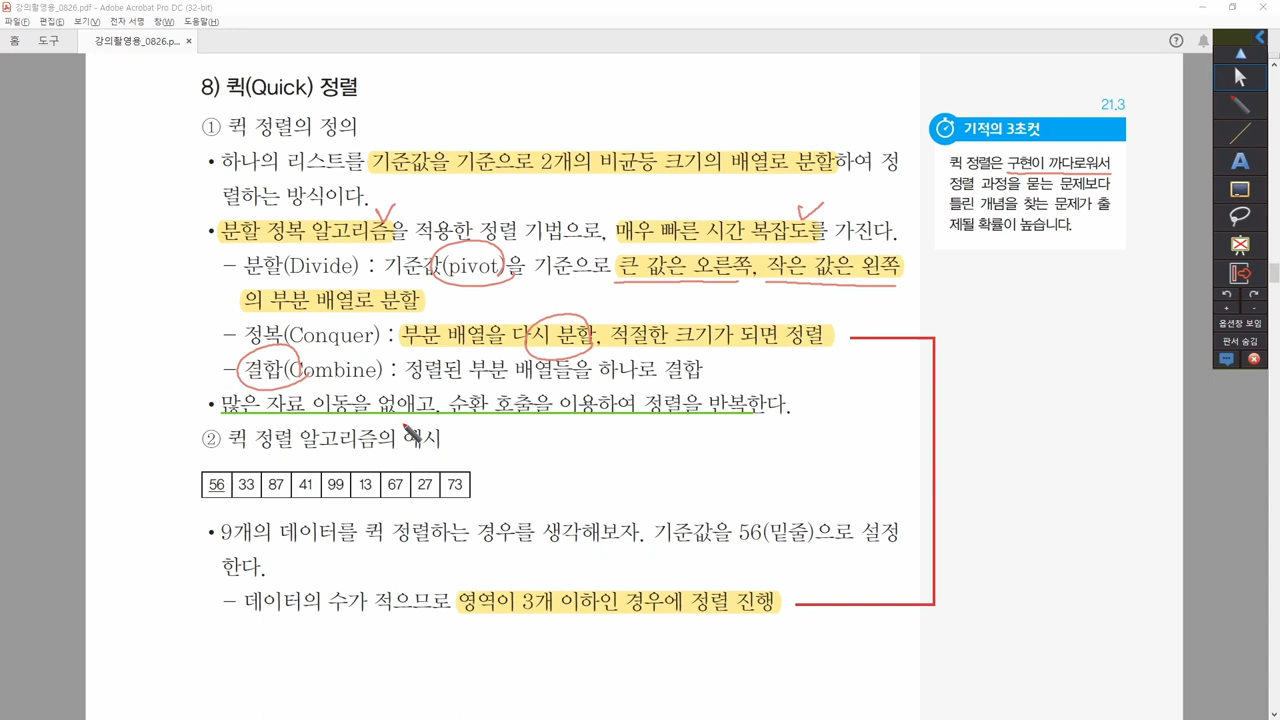 강의촬영용_0826.pdf - Adobe Acrobat Pro DC (32-bit)
파일(F) 편집(E) 보기(V) 전자 서명 창(W) 도움말(H)
홈 도구 강의촬영용_0826.p... ×
8) 퀵(Quick) 정렬
① 퀵 정렬의 정의
• 하나의 리스트를 기준값을 기준으로 2개의 비균등 크기의 배열로 분할하여 정
렬하는 방식이다.
• 분할 정복 알고리즘을 적용한 정렬 기법으로, 매우 빠른 시간 복잡도를 가진다.
– 분할(Divide) : 기준값(pivot)을 기준으로 큰 값은 오른쪽, 작은 값은 왼쪽
의 부분 배열로 분할
– 정복(Conquer) : 부분 배열을 다시 분할, 적절한 크기가 되면 정렬
– 결합(Combine) : 정렬된 부분 배열들을 하나로 결합
• 많은 자료 이동을 없애고, 순환 호출을 이용하여 정렬을 반복한다.
② 퀵 정렬 알고리즘의 예시
56 33 87 41 99 13 67 27 73
• 9개의 데이터를 퀵 정렬하는 경우를 생각해보자. 기준값을 56(밑줄)으로 설정
한다.
– 데이터의 수가 적으므로 영역이 3개 이하인 경우에 정렬 진행
21.3
기적의 3초컷
퀵 정렬은 구현이 까다로워서
정렬 과정을 묻는 문제보다
틀린 개념을 찾는 문제가 출
제될 확률이 높습니다.
A
+ -
옵션창 보임
판서 숨김